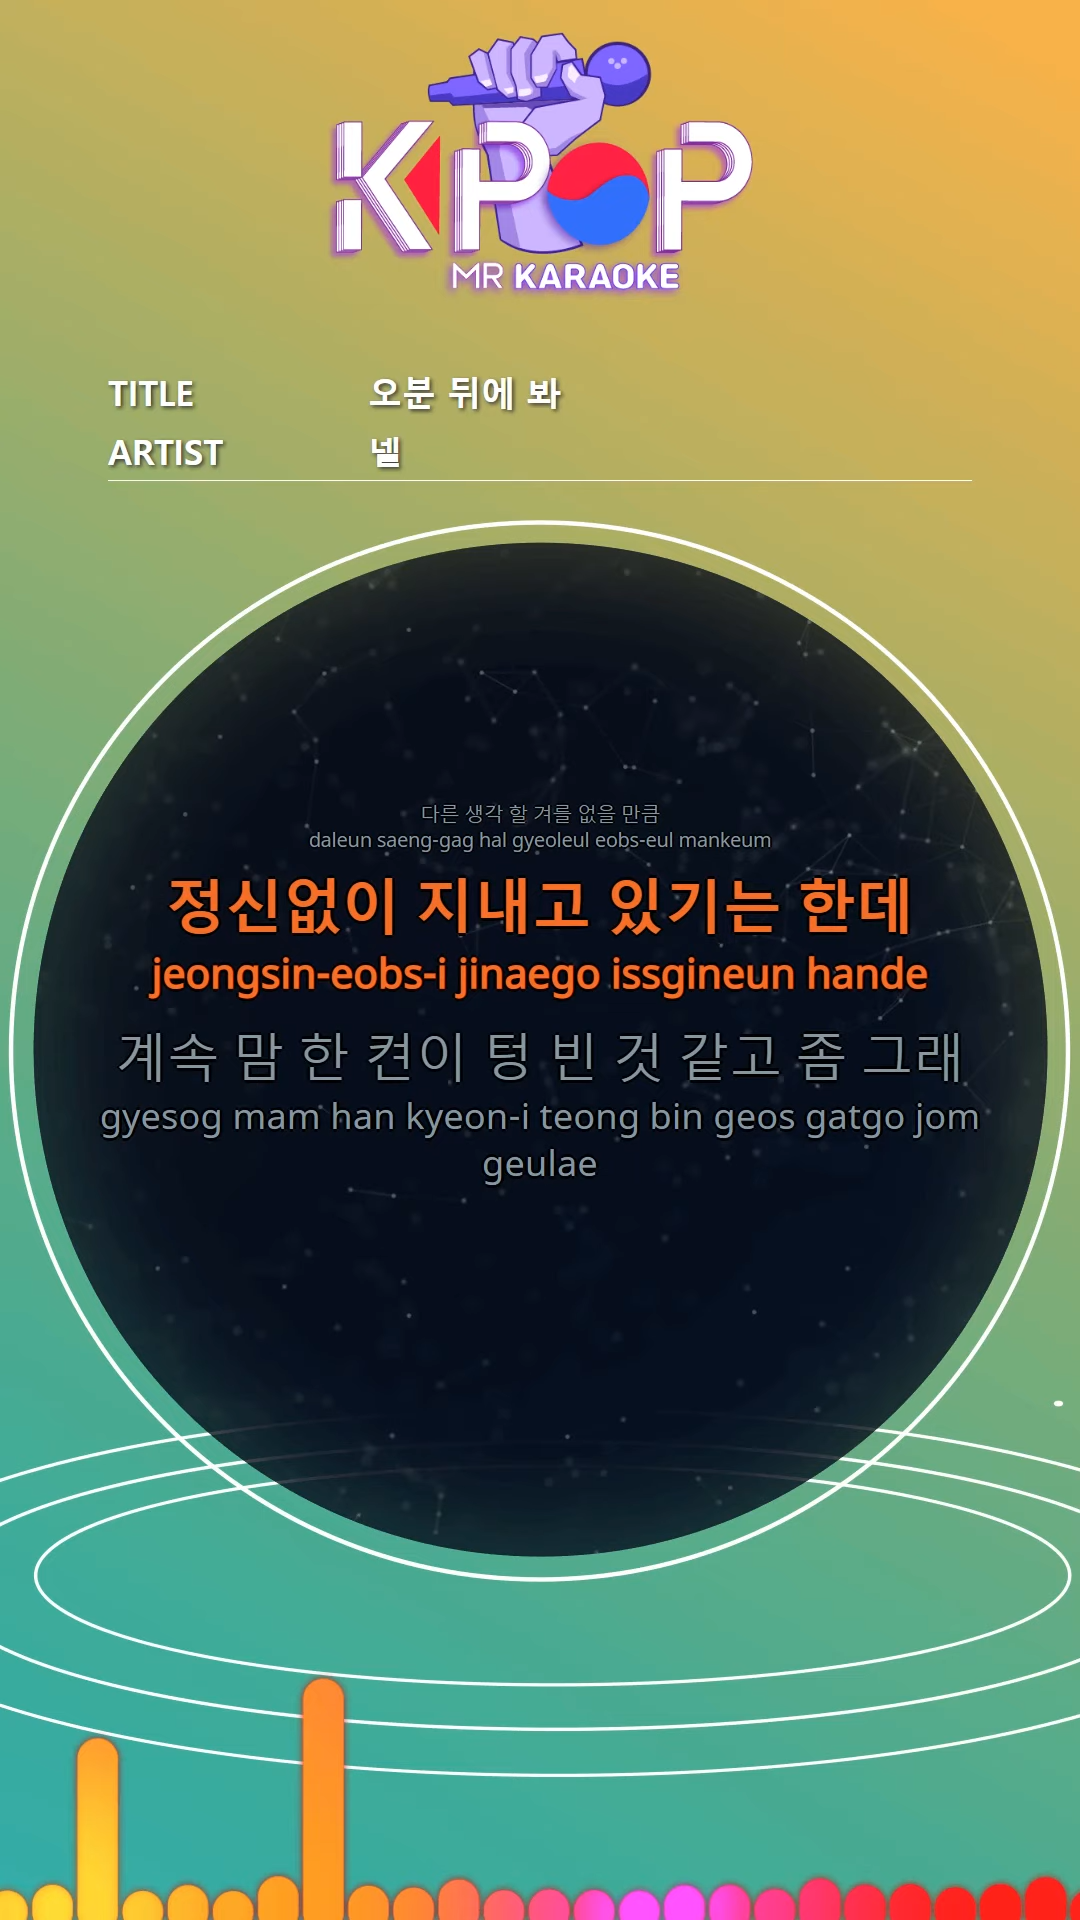 KPOP
MR KARAOKE
TITLE 오분 뒤에 봐
ARTIST 넬
다른 생각 할 겨를 없을 만큼
daleun saeng-gag hal gyeoleul eobs-eul mankeum
정신없이 지내고 있기는 한데
jeongsin-eobs-i jinaego issgineun hande
계속 맘 한 켠이 텅 빈 것 같고 좀 그래
gyesog mam han kyeon-i teong bin geos gatgo jom
geulae